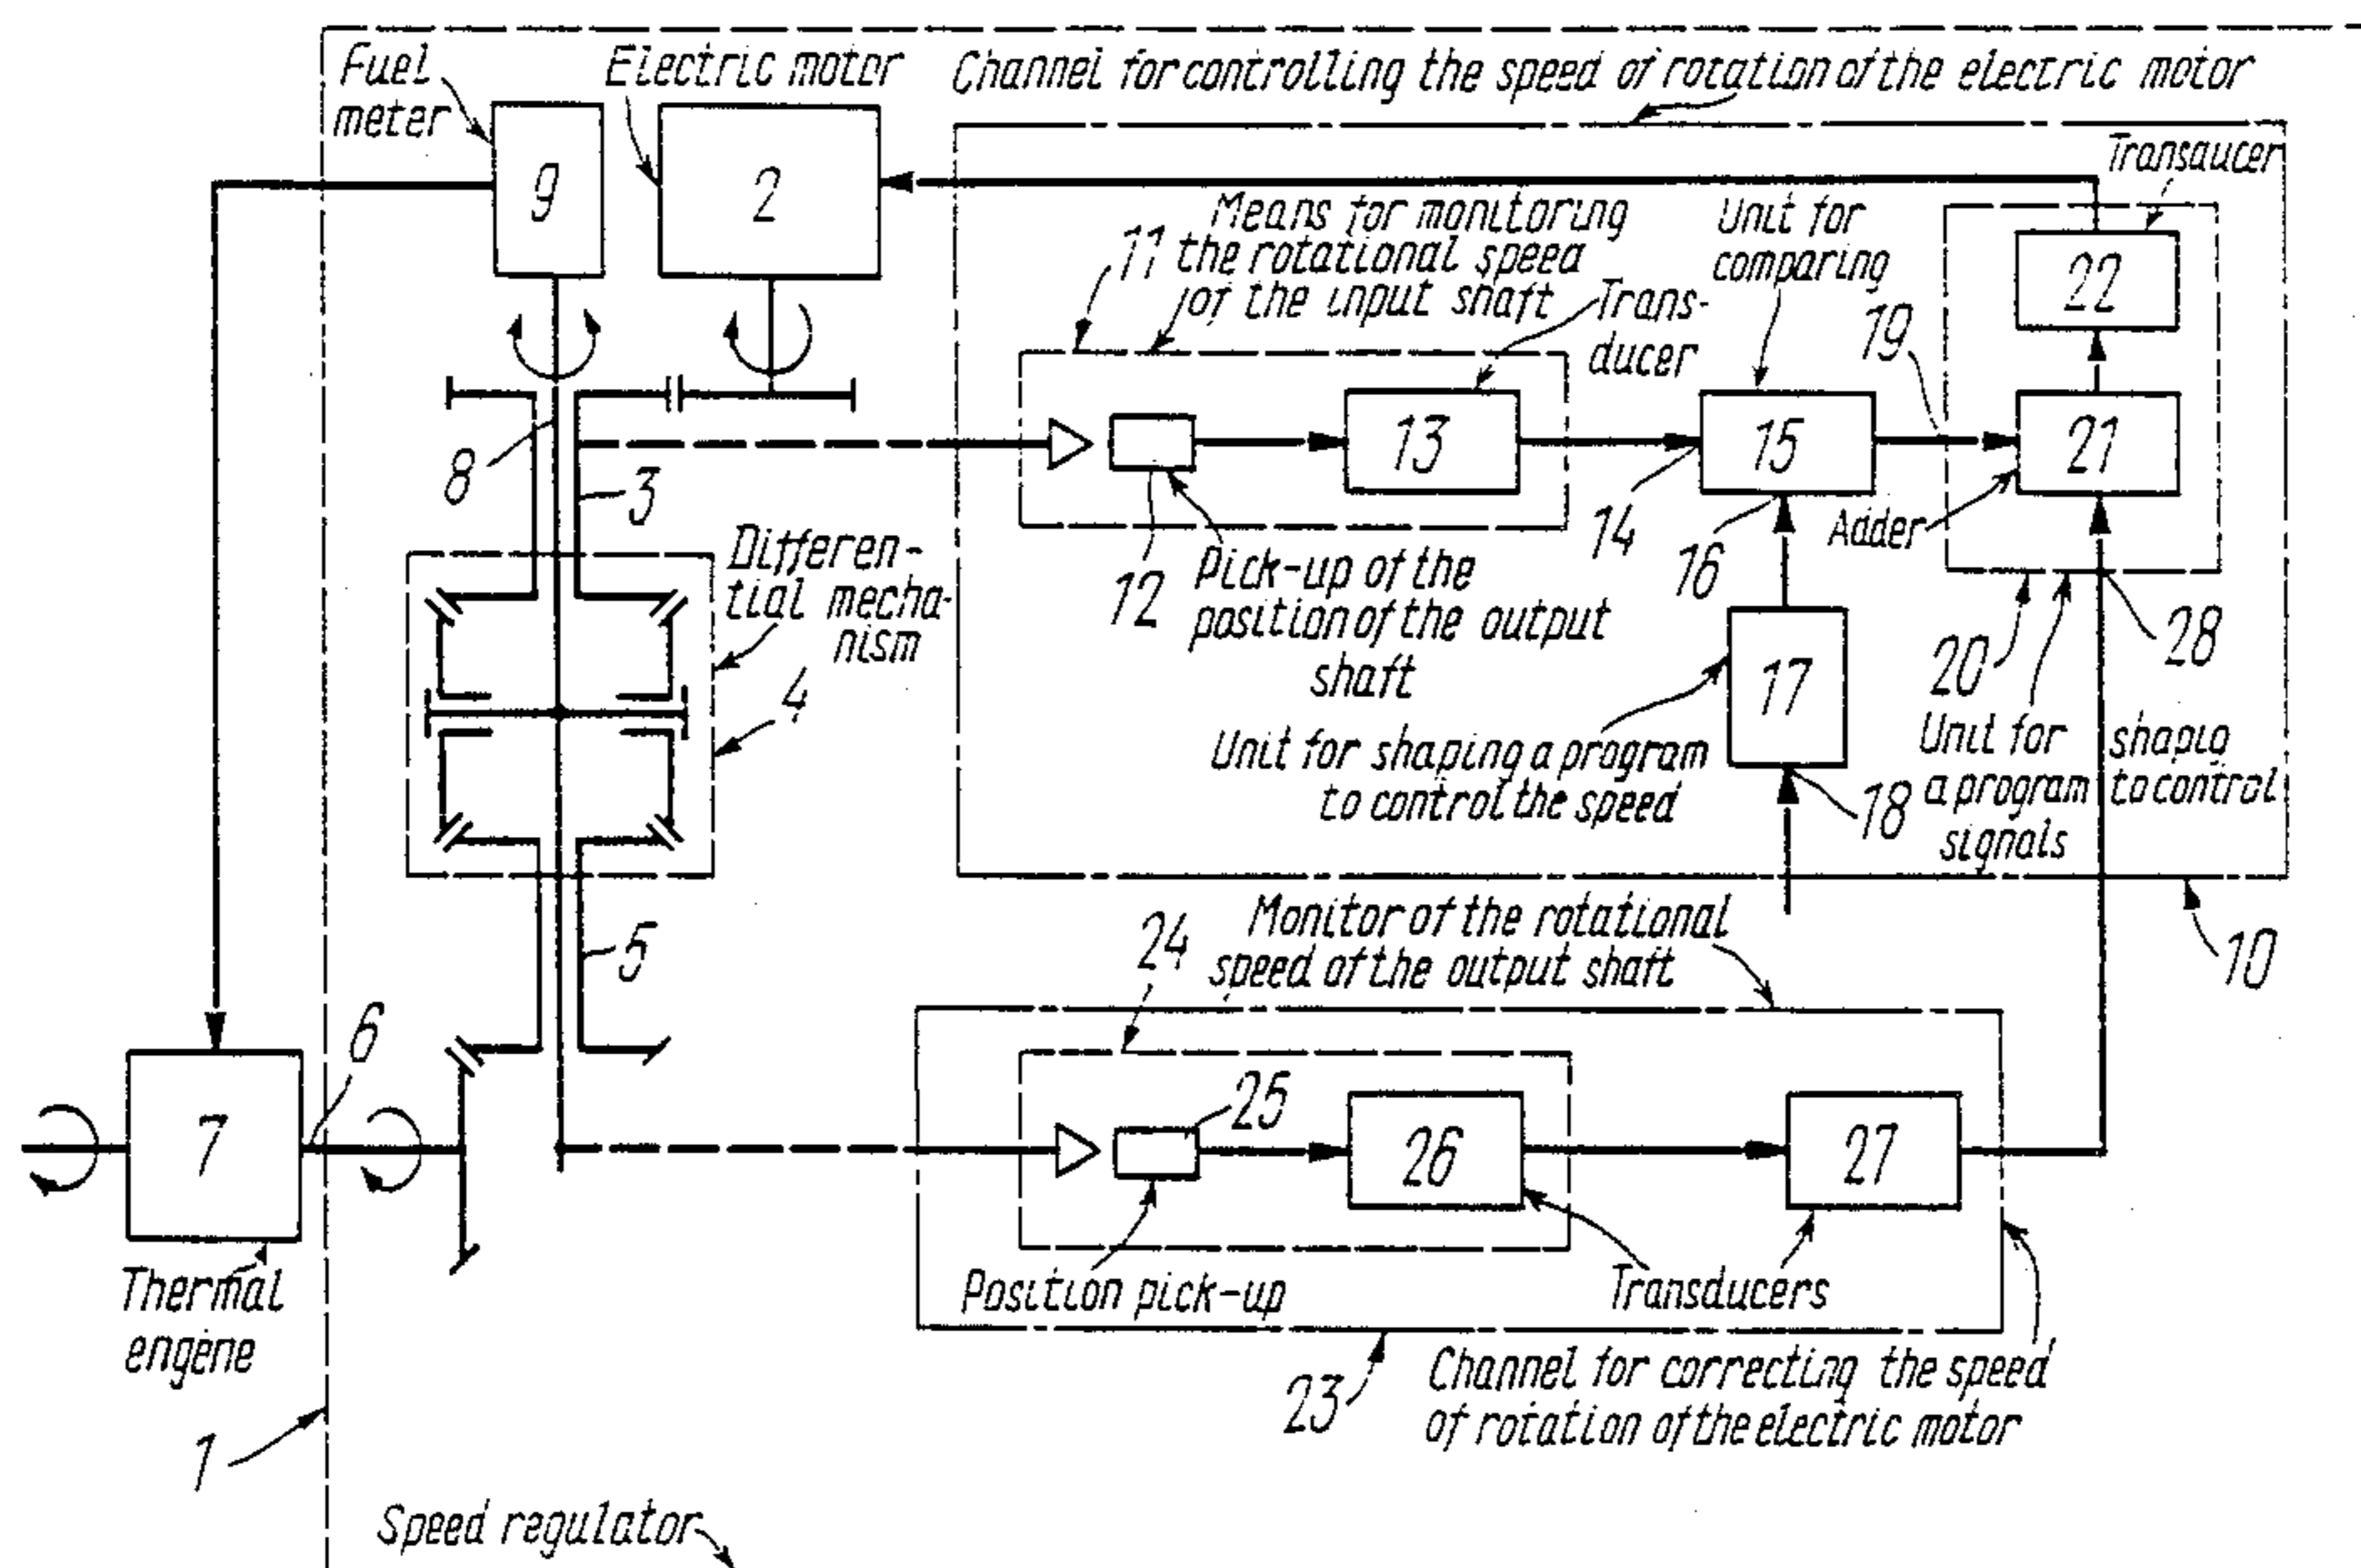 Fuel
meter
Electric motor
Channel for controlling the speed of rotation of the electric motor
9
2
Transaucer
11
Means for monitoring
the rotational speed
of the input shaft
Trans-
ducer
Unit for
comparing
19
22
8
3
13
15
21
14
16
Adder
12
Pick-up of the
position of the output
shaft
Differen-
tial mecha-
nism
4
17
20
28
Unit for shaping a program
to control the speed
18
Unit for shapig
a program to control
signals
10
5
24
Monitor of the rotational
speed of the output shaft
6
7
25
26
27
Thermal
engene
Position pick-up
Transducers
23
Channel for correcting the speed
of rotation of the electric motor
1
Speed regulator